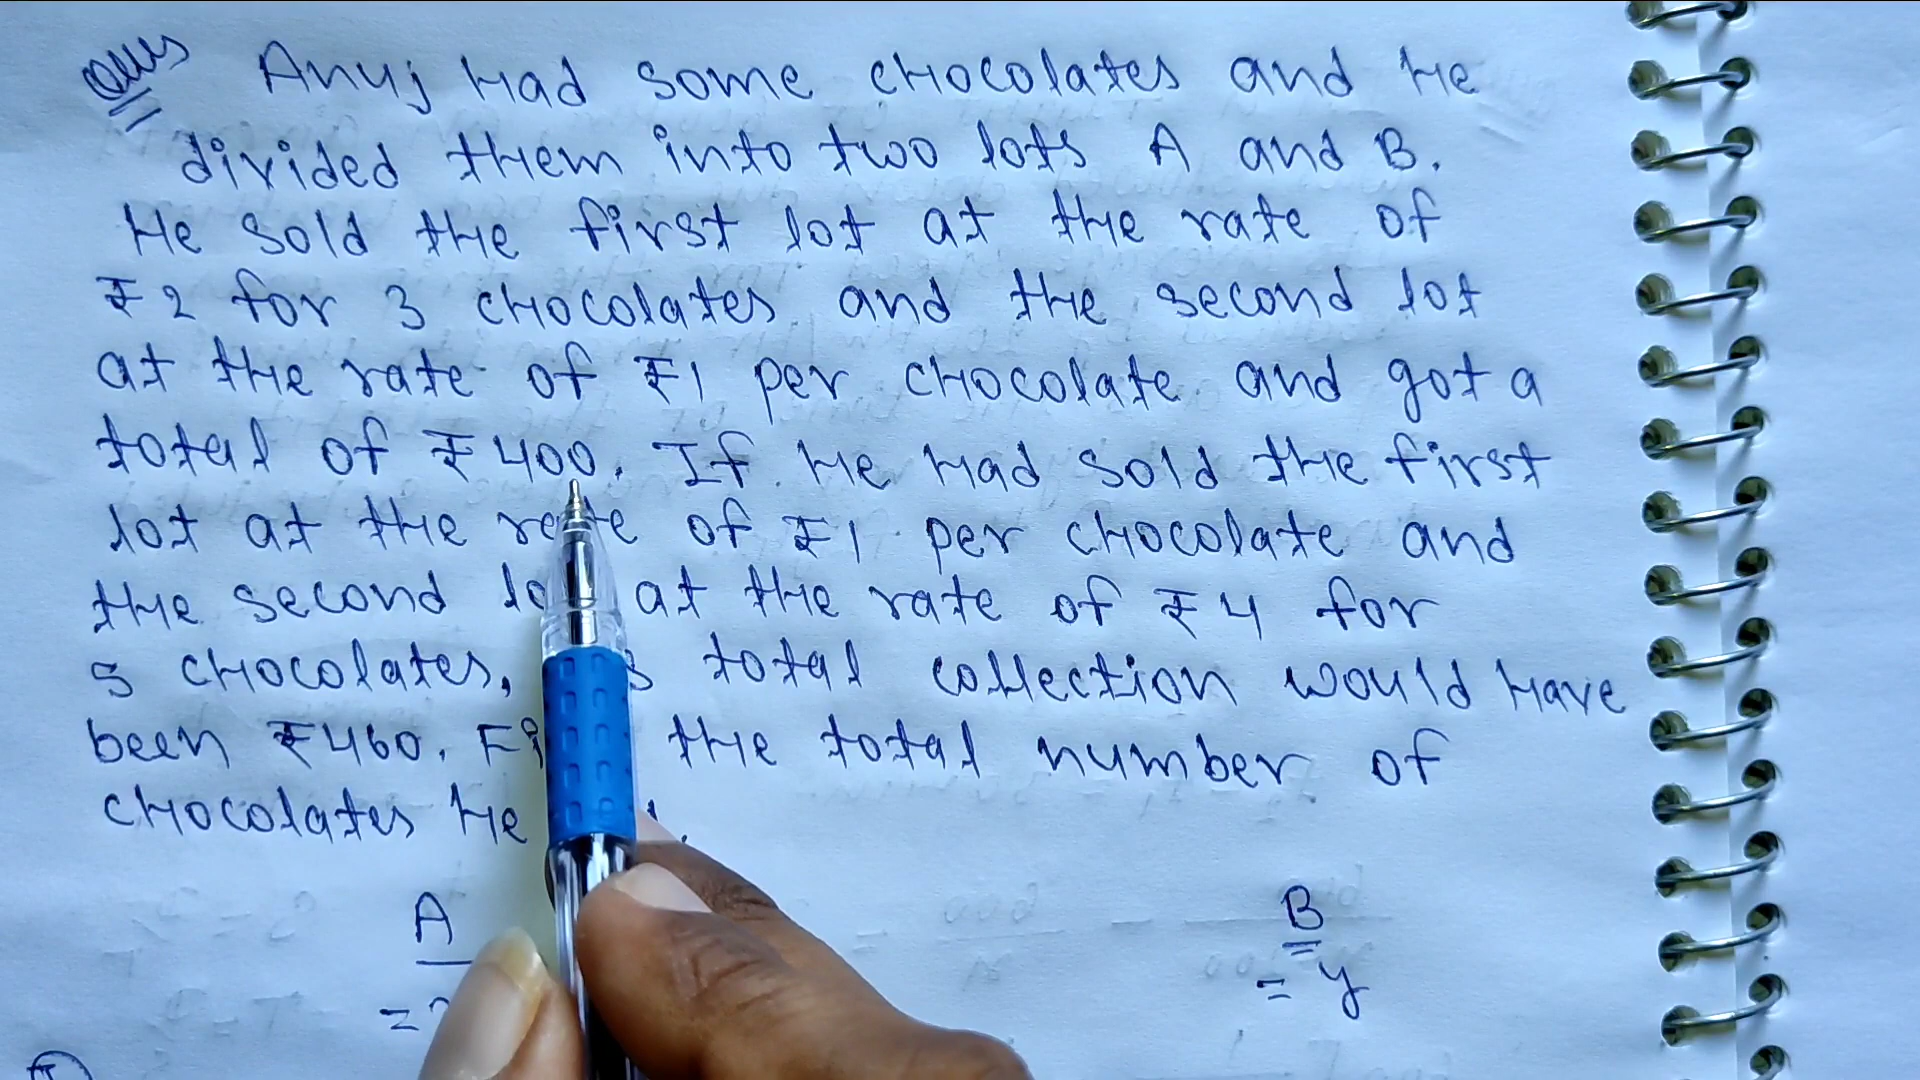 Ques Anuj had some chocolates and he
divided them into two lots A and B.
He sold the first lot at the rate of
₹2 for 3 chocolates and the second lot
at the rate of ₹1 per chocolate and got a
total of ₹400. If he had sold the first
lot at the rate of ₹1 per chocolate and
the second at the rate of ₹4 for
5 chocolates, total collection would have
been ₹460. the total number of
chocolates he
A B
= = y